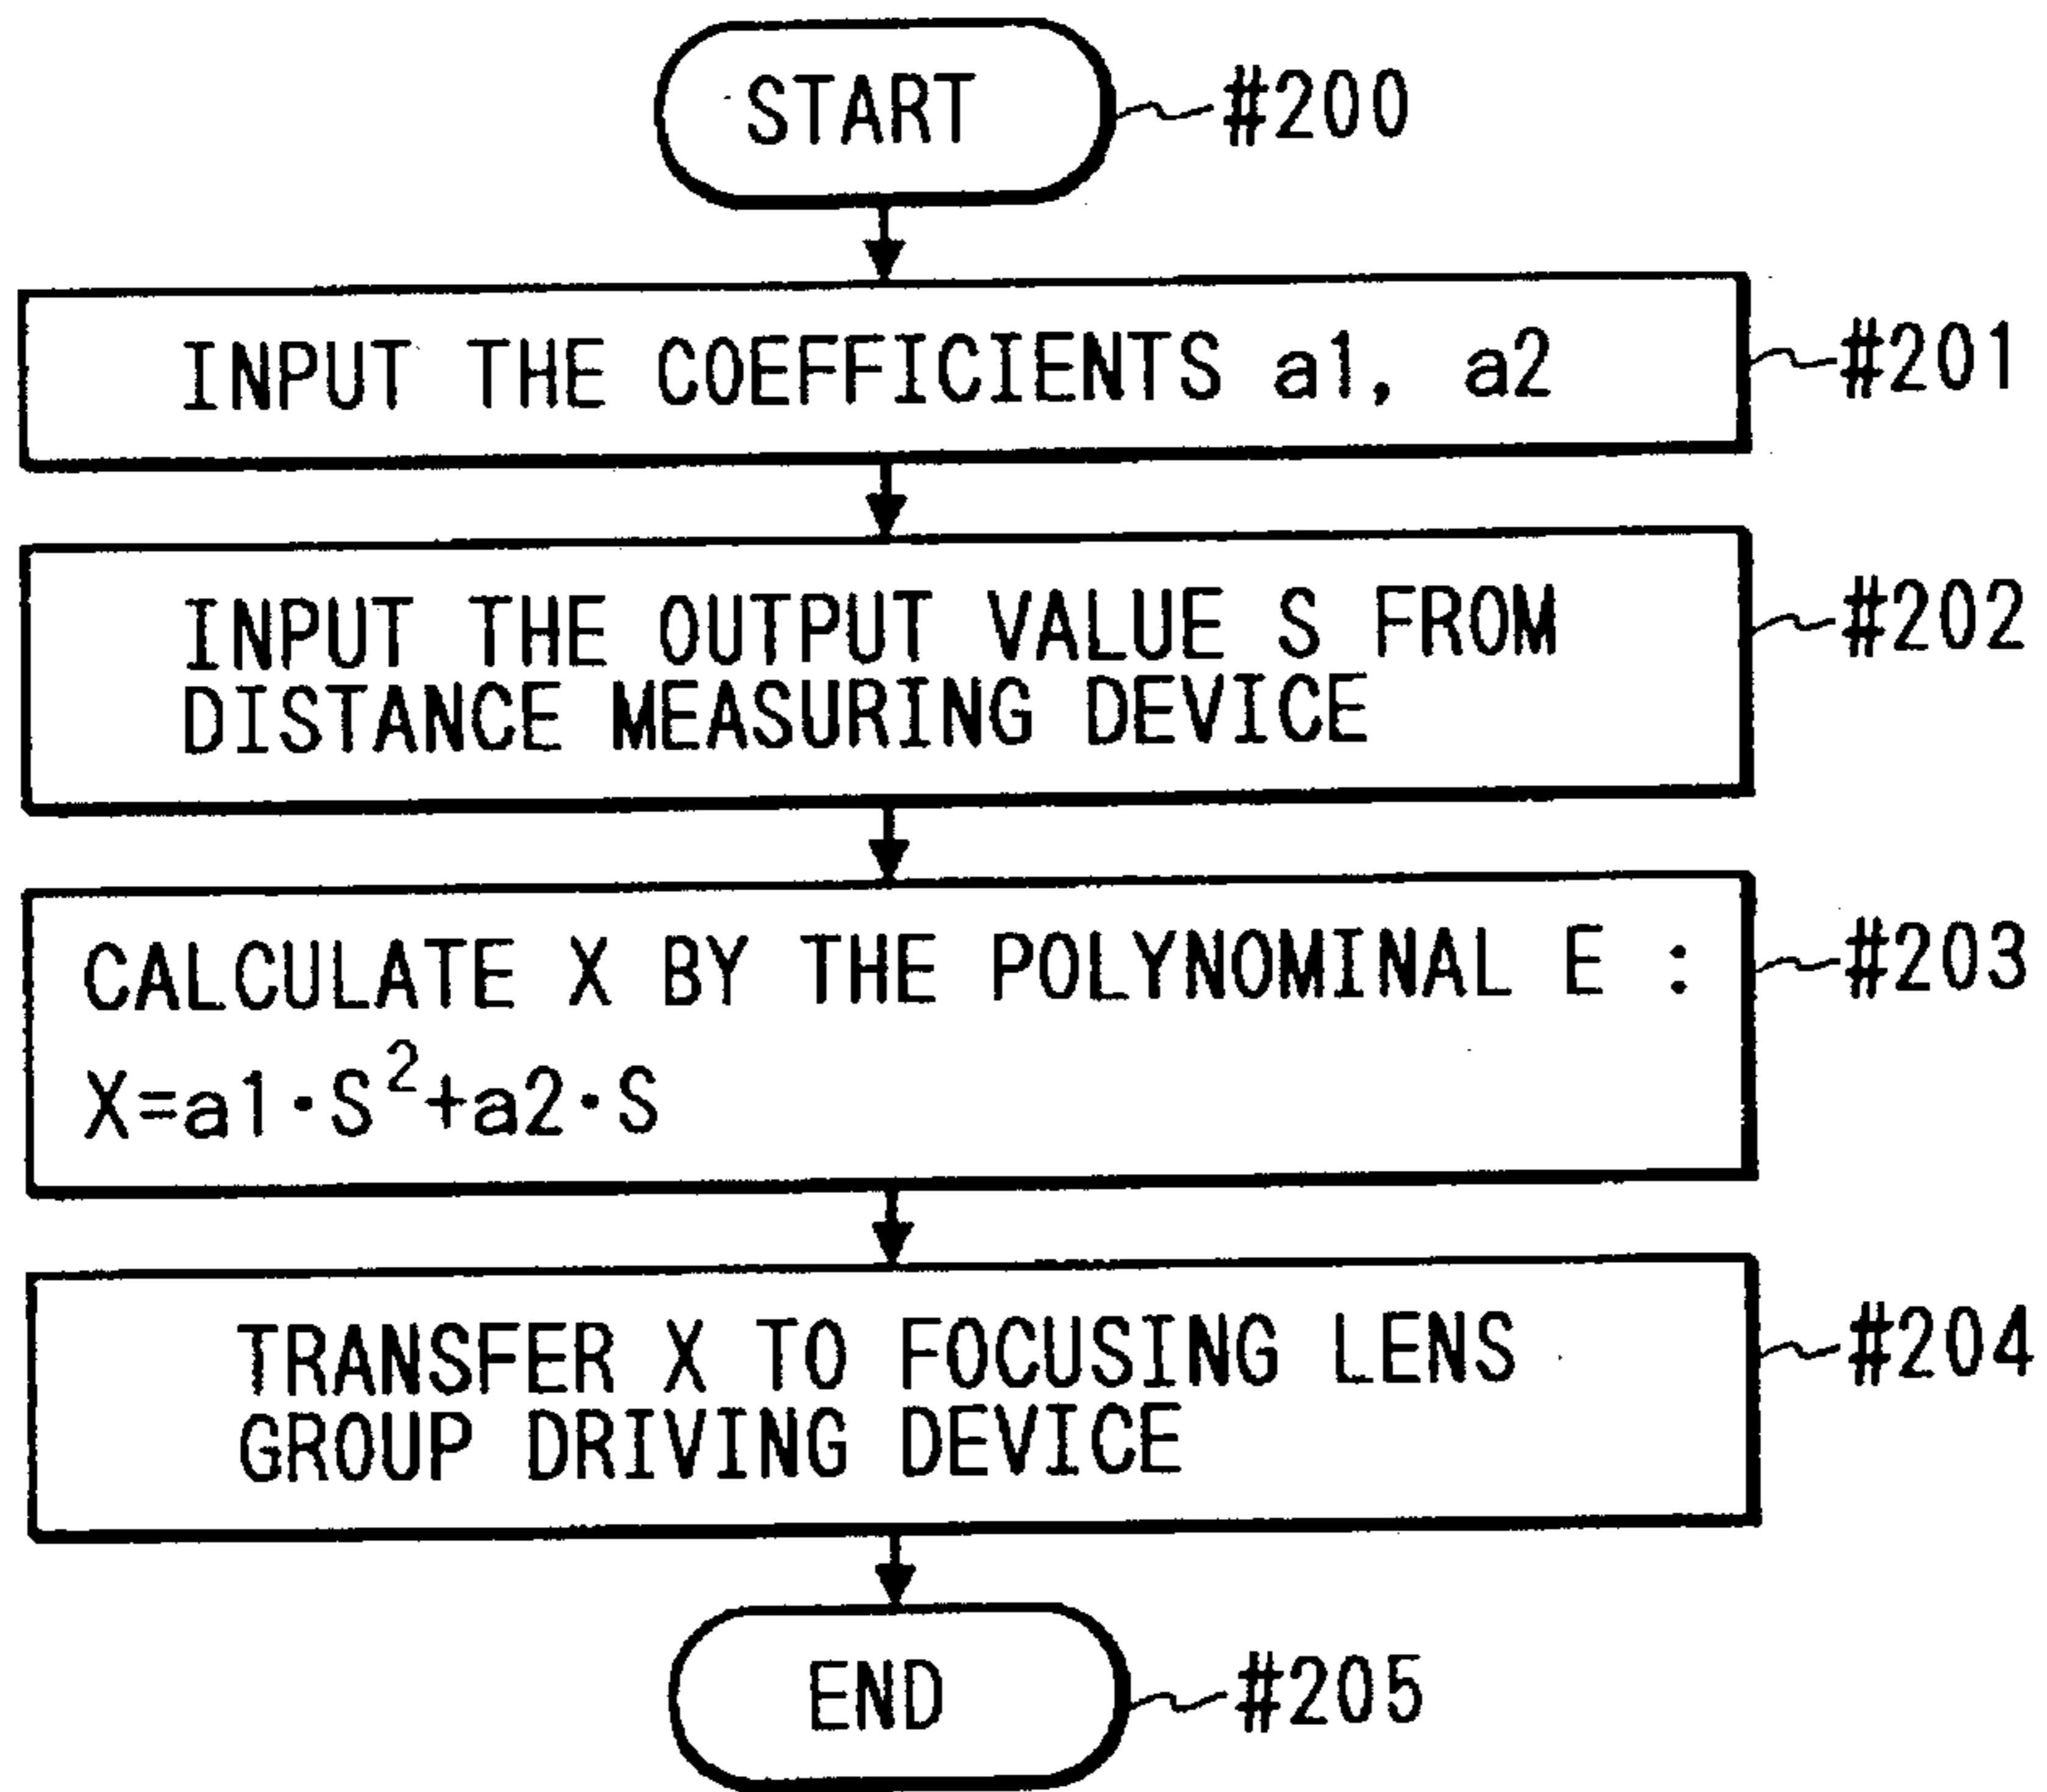 START #200
INPUT THE COEFFICIENTS a1, a2 #201
INPUT THE OUTPUT VALUE S FROM #202
DISTANCE MEASURING DEVICE
CALCULATE X BY THE POLYNOMINAL E : #203
X=a1·S²+a2·S
TRANSFER X TO FOCUSING LENS #204
GROUP DRIVING DEVICE
END #205